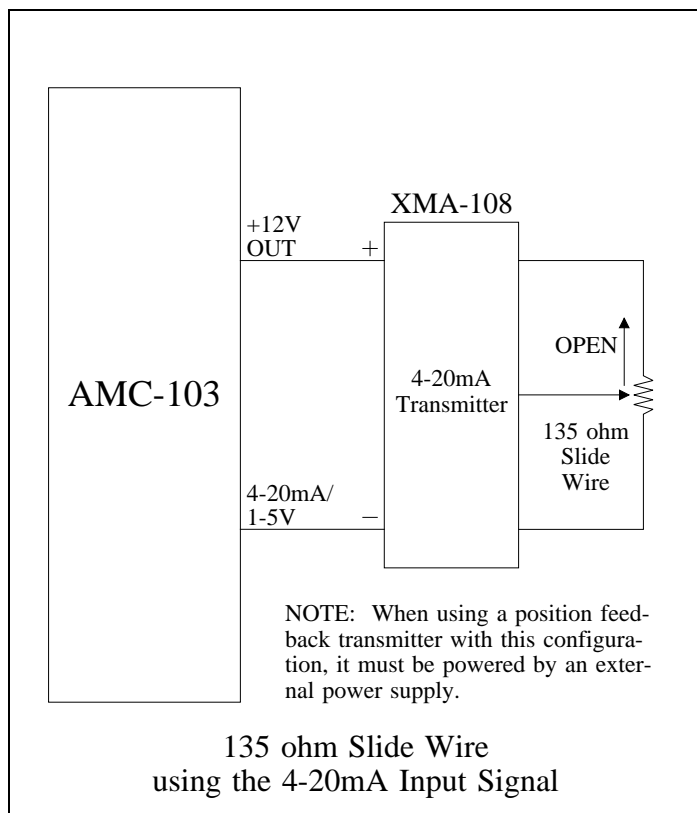 XMA-108
+12V
OUT
+
OPEN
AMC-103
4-20mA
Transmitter
135 ohm
Slide
Wire
4-20mA/
1-5V
−
NOTE: When using a position feed-
back transmitter with this configura-
tion, it must be powered by an exter-
nal power supply.
135 ohm Slide Wire
using the 4-20mA Input Signal